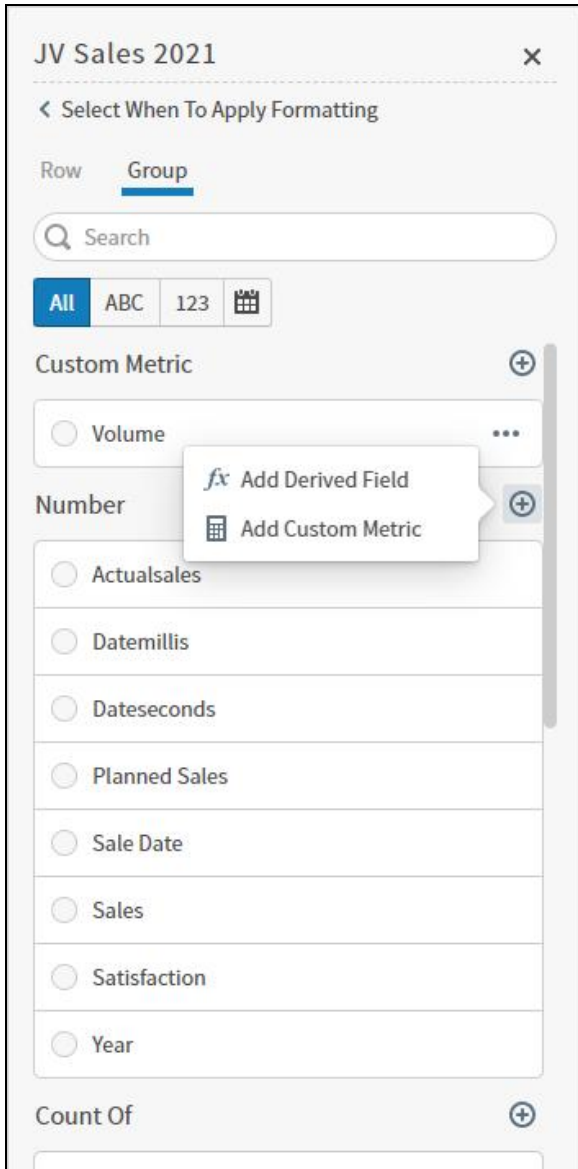 JV Sales 2021
Select When To Apply Formatting
Row Group
Search
All ABC 123
Custom Metric
Volume
fx Add Derived Field
Number
Add Custom Metric
Actualsales
Datemillis
Dateseconds
Planned Sales
Sale Date
Sales
Satisfaction
Year
Count Of